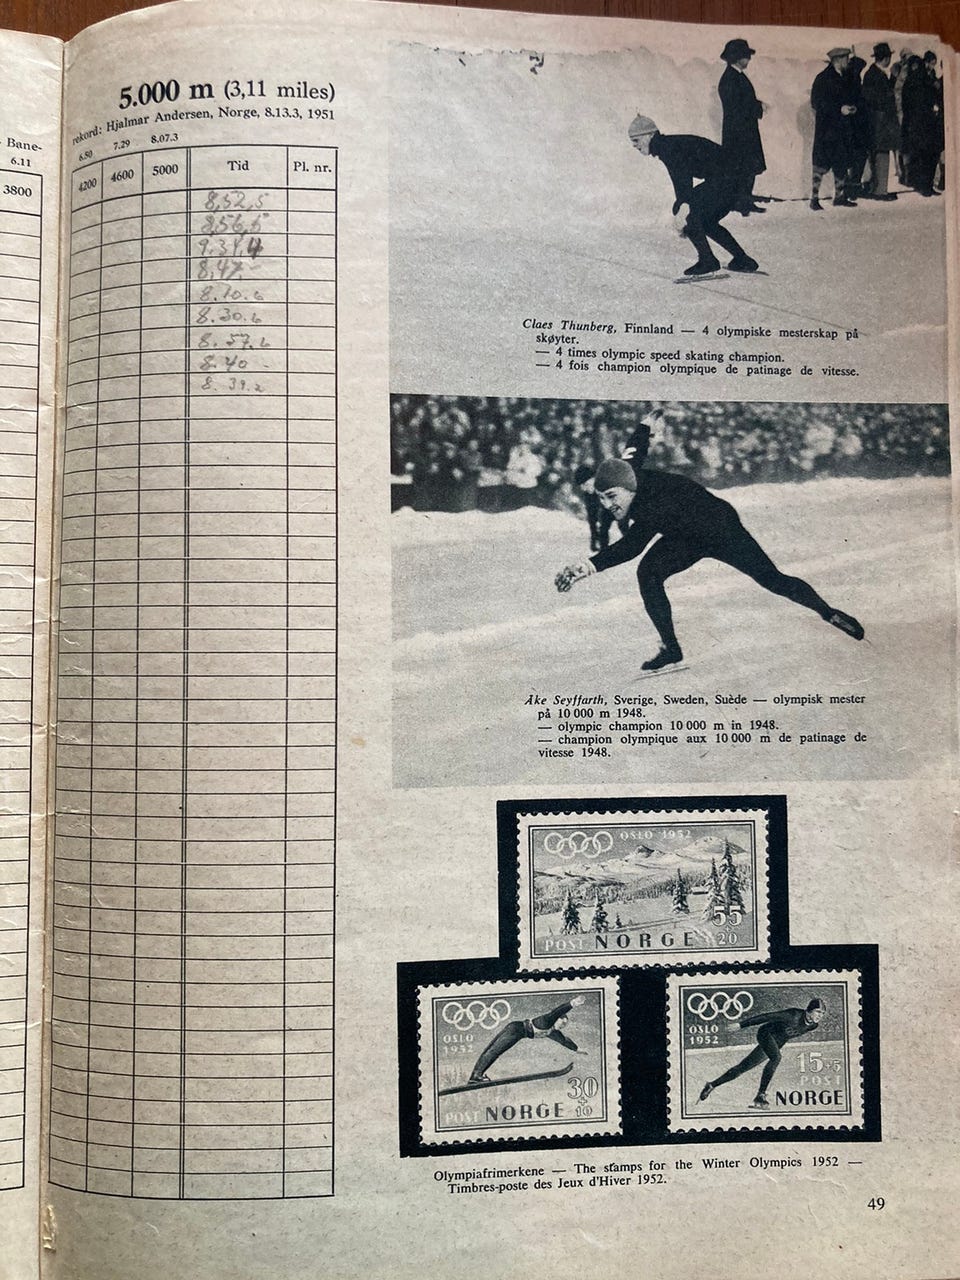 - Bane-
6.11
3800
5.000 m (3,11 miles)
rekord: Hjalmar Andersen, Norge, 8.13.3, 1951
6.50 7.29 8.07.3
4200 4600 5000 Tid Pl. nr.
8,52,5
8,56,5
9.31,4
8,47.-
8.10.6
8.30.6
8.57.6
8.40 -
8.39.2
Claes Thunberg, Finnland — 4 olympiske mesterskap på
skøyter.
— 4 times olympic speed skating champion.
— 4 fois champion olympique de patinage de vitesse.
Åke Seyffarth, Sverige, Sweden, Suède — olympisk mester
på 10 000 m 1948.
— olympic champion 10 000 m in 1948.
— champion olympique aux 10 000 m de patinage de
vitesse 1948.
OSLO 1952
55
+
20
POST NORGE
OSLO
1952
30
+
10
POST NORGE
OSLO
1952
15+5
POST
NORGE
Olympiafrimerkene — The stamps for the Winter Olympics 1952 —
Timbres-poste des Jeux d'Hiver 1952.
49